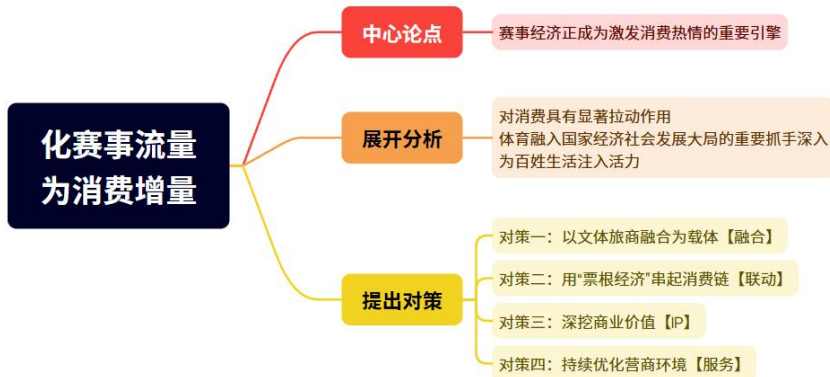 化赛事流量
为消费增量
中心论点
赛事经济正成为激发消费热情的重要引擎
展开分析
对消费具有显著拉动作用
体育融入国家经济社会发展大局的重要抓手深入
为百姓生活注入活力
提出对策
对策一：以文体旅商融合为载体【融合】
对策二：用“票根经济”串起消费链【联动】
对策三：深挖商业价值【IP】
对策四：持续优化营商环境【服务】